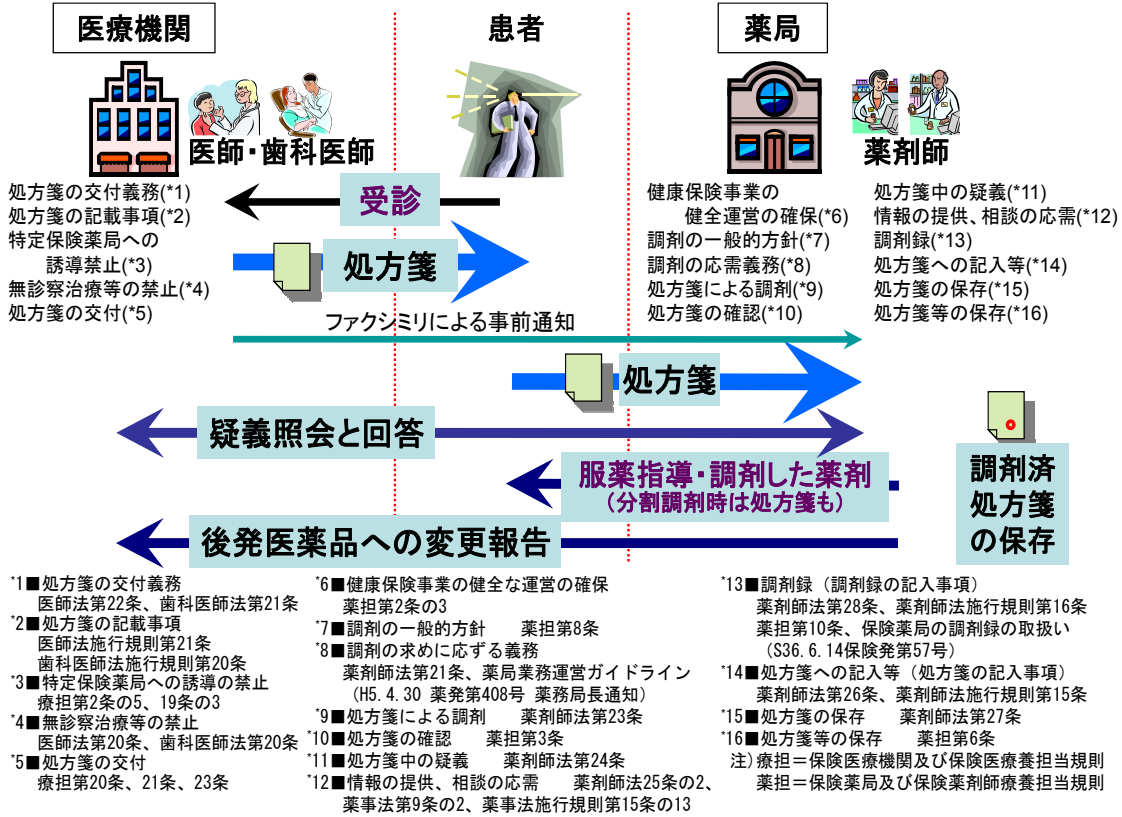 医療機関
患者
薬局
医師・歯科医師
薬剤師
処方箋の交付義務(*1)
処方箋の記載事項(*2)
特定保険薬局への
誘導禁止(*3)
無診察治療等の禁止(*4)
処方箋の交付(*5)
受診
処方箋
健康保険事業の
健全運営の確保(*6)
調剤の一般的方針(*7)
調剤の応需義務(*8)
処方箋による調剤(*9)
処方箋の確認(*10)
処方箋中の疑義(*11)
情報の提供、相談の応需(*12)
調剤録(*13)
処方箋への記入等(*14)
処方箋の保存(*15)
処方箋等の保存(*16)
ファクシミリによる事前通知
処方箋
疑義照会と回答
服薬指導・調剤した薬剤
（分割調剤時は処方箋も）
後発医薬品への変更報告
調剤済
処方箋
の保存
*1■処方箋の交付義務
医師法第22条、歯科医師法第21条
*2■処方箋の記載事項
医師法施行規則第21条
歯科医師法施行規則第20条
*3■特定保険薬局への誘導の禁止
療担第2条の5、19条の3
*4■無診察治療等の禁止
医師法第20条、歯科医師法第20条
*5■処方箋の交付
療担第20条、21条、23条
*6■健康保険事業の健全な運営の確保
薬担第2条の3
*7■調剤の一般的方針　薬担第8条
*8■調剤の求めに応ずる義務
薬剤師法第21条、薬局業務運営ガイドライン
（H5.4.30 薬発第408号 薬務局長通知）
*9■処方箋による調剤　薬剤師法第23条
*10■処方箋の確認　薬担第3条
*11■処方箋中の疑義　薬剤師法第24条
*12■情報の提供、相談の応需　薬剤師法25条の2、
薬事法第9条の2、薬事法施行規則第15条の13
*13■調剤録（調剤録の記入事項）
薬剤師法第28条、薬剤師法施行規則第16条
薬担第10条、保険薬局の調剤録の取扱い
（S36.6.14保険発第57号）
*14■処方箋への記入等（処方箋の記入事項）
薬剤師法第26条、薬剤師法施行規則第15条
*15■処方箋の保存　薬剤師法第27条
*16■処方箋等の保存　薬担第6条
注）療担＝保険医療機関及び保険医療養担当規則
薬担＝保険薬局及び保険薬剤師療養担当規則